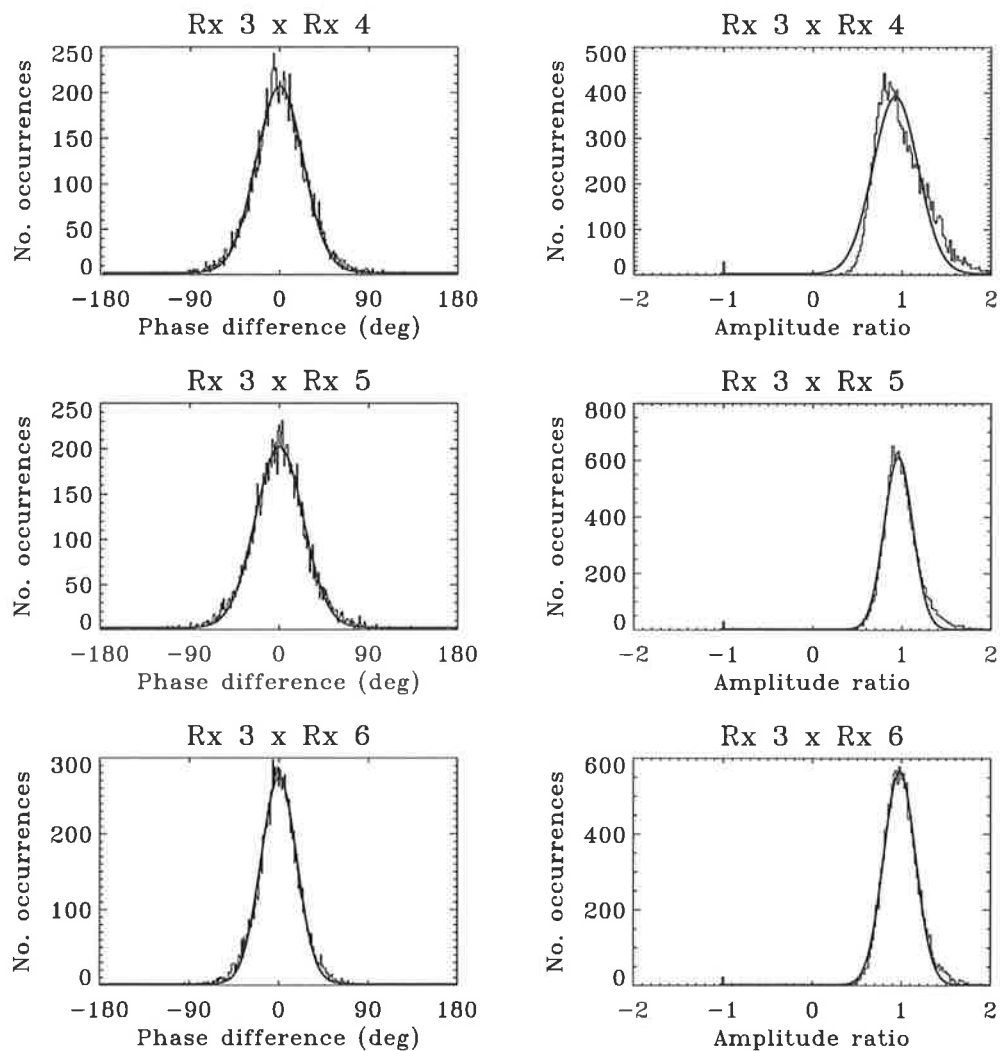 Rx 3 x Rx 4
No. occurrences
250
200
150
100
50
0
-180 -90 0 90 180
Phase difference (deg)
Rx 3 x Rx 4
No. occurrences
500
400
300
200
100
0
-2 -1 0 1 2
Amplitude ratio
Rx 3 x Rx 5
No. occurrences
250
200
150
100
50
0
-180 -90 0 90 180
Phase difference (deg)
Rx 3 x Rx 5
No. occurrences
800
600
400
200
0
-2 -1 0 1 2
Amplitude ratio
Rx 3 x Rx 6
No. occurrences
300
200
100
0
-180 -90 0 90 180
Phase difference (deg)
Rx 3 x Rx 6
No. occurrences
600
400
200
0
-2 -1 0 1 2
Amplitude ratio